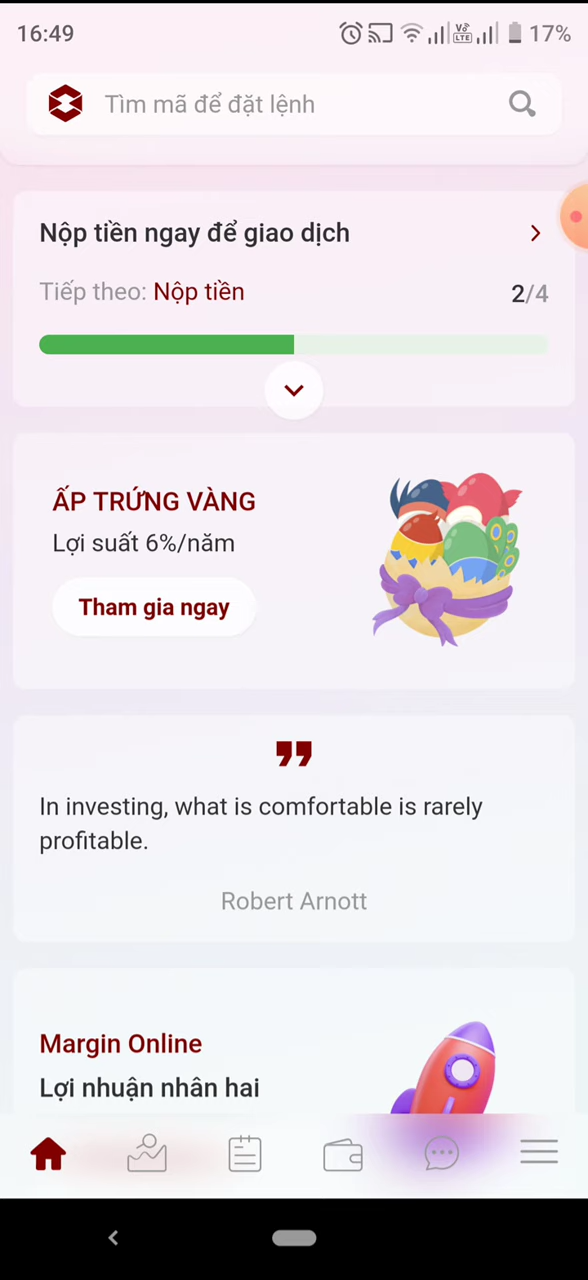 16:49
Vo
LTE
17%
Tìm mã để đặt lệnh
Nộp tiền ngay để giao dịch
Tiếp theo: Nộp tiền
2/4
ẤP TRỨNG VÀNG
Lợi suất 6%/năm
Tham gia ngay
In investing, what is comfortable is rarely
profitable.
Robert Arnott
Margin Online
Lợi nhuận nhân hai